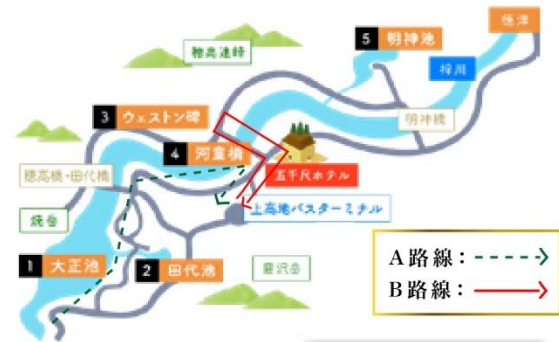 徳澤
5 明神池
穂高連峰
梓川
3 ウェストン碑
明神橋
4 河童橋
穂高橋・田代橋
五千尺ホテル
上高地バスターミナル
焼岳
1 大正池
2 田代池
霞沢岳
A路線：
B路線：